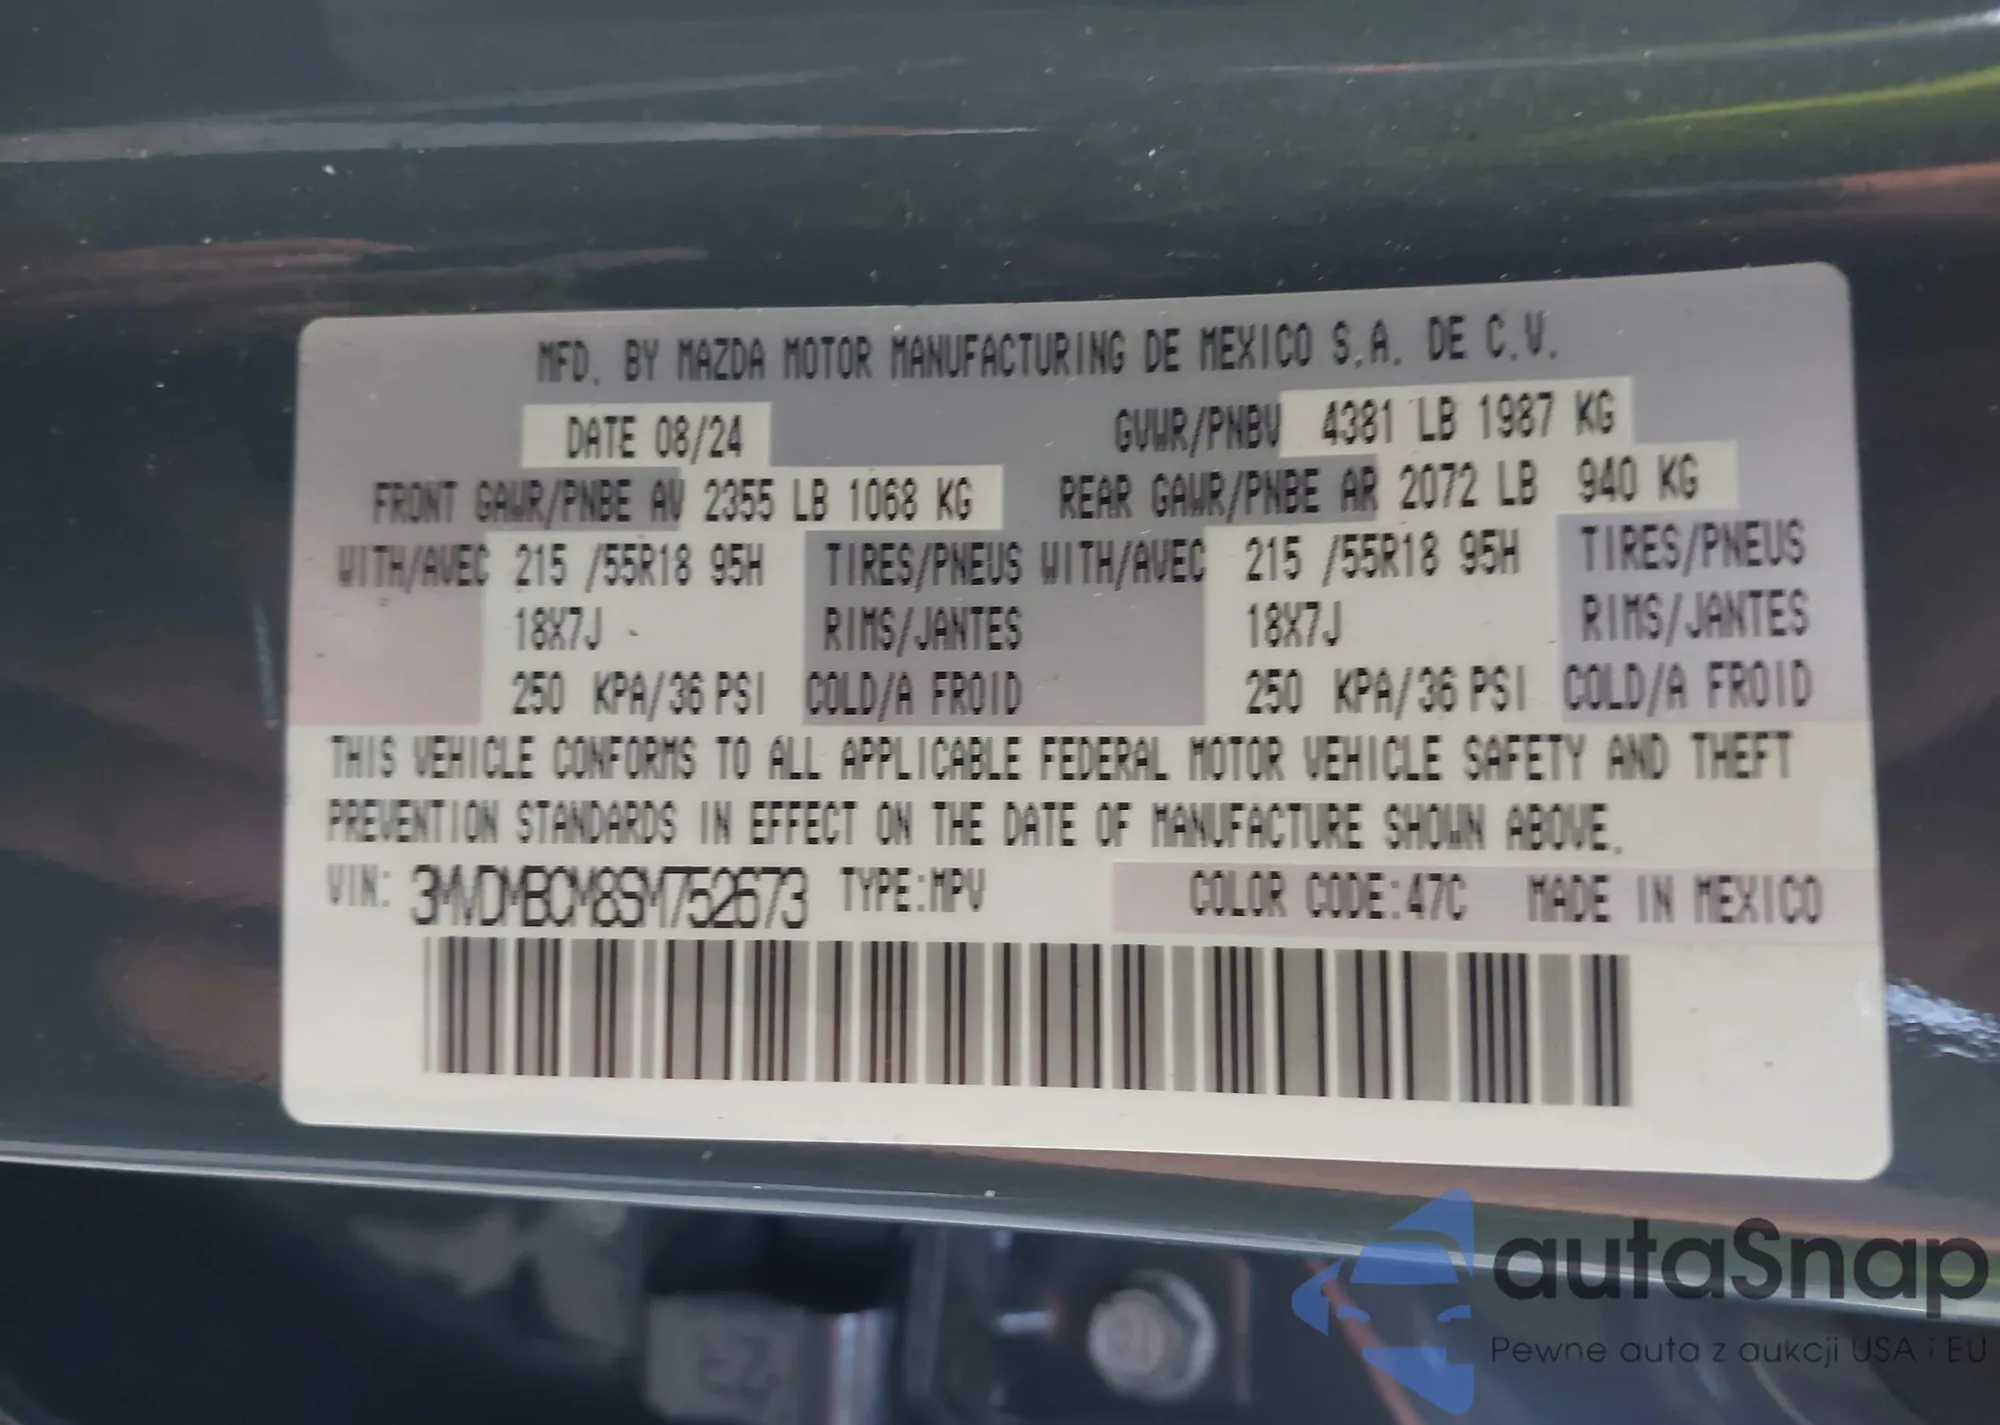 MFD. BY MAZDA MOTOR MANUFACTURING DE MEXICO S.A. DE C.V.
DATE 08/24 GVWR/PNBV 4381 LB 1987 KG
FRONT GAWR/PNBE AV 2355 LB 1068 KG REAR GAWR/PNBE AR 2072 LB 940 KG
WITH/AVEC 215 /55R18 95H TIRES/PNEUS WITH/AVEC 215 /55R18 95H TIRES/PNEUS
18X7J RIMS/JANTES 18X7J RIMS/JANTES
250 KPA/36 PSI COLD/A FROID 250 KPA/36 PSI COLD/A FROID
THIS VEHICLE CONFORMS TO ALL APPLICABLE FEDERAL MOTOR VEHICLE SAFETY AND THEFT
PREVENTION STANDARDS IN EFFECT ON THE DATE OF MANUFACTURE SHOWN ABOVE.
VIN: 3MVDMBCM8SM752673 TYPE:MPV COLOR CODE:47C MADE IN MEXICO
autaSnap
Pewne auta z aukcji USA i EU